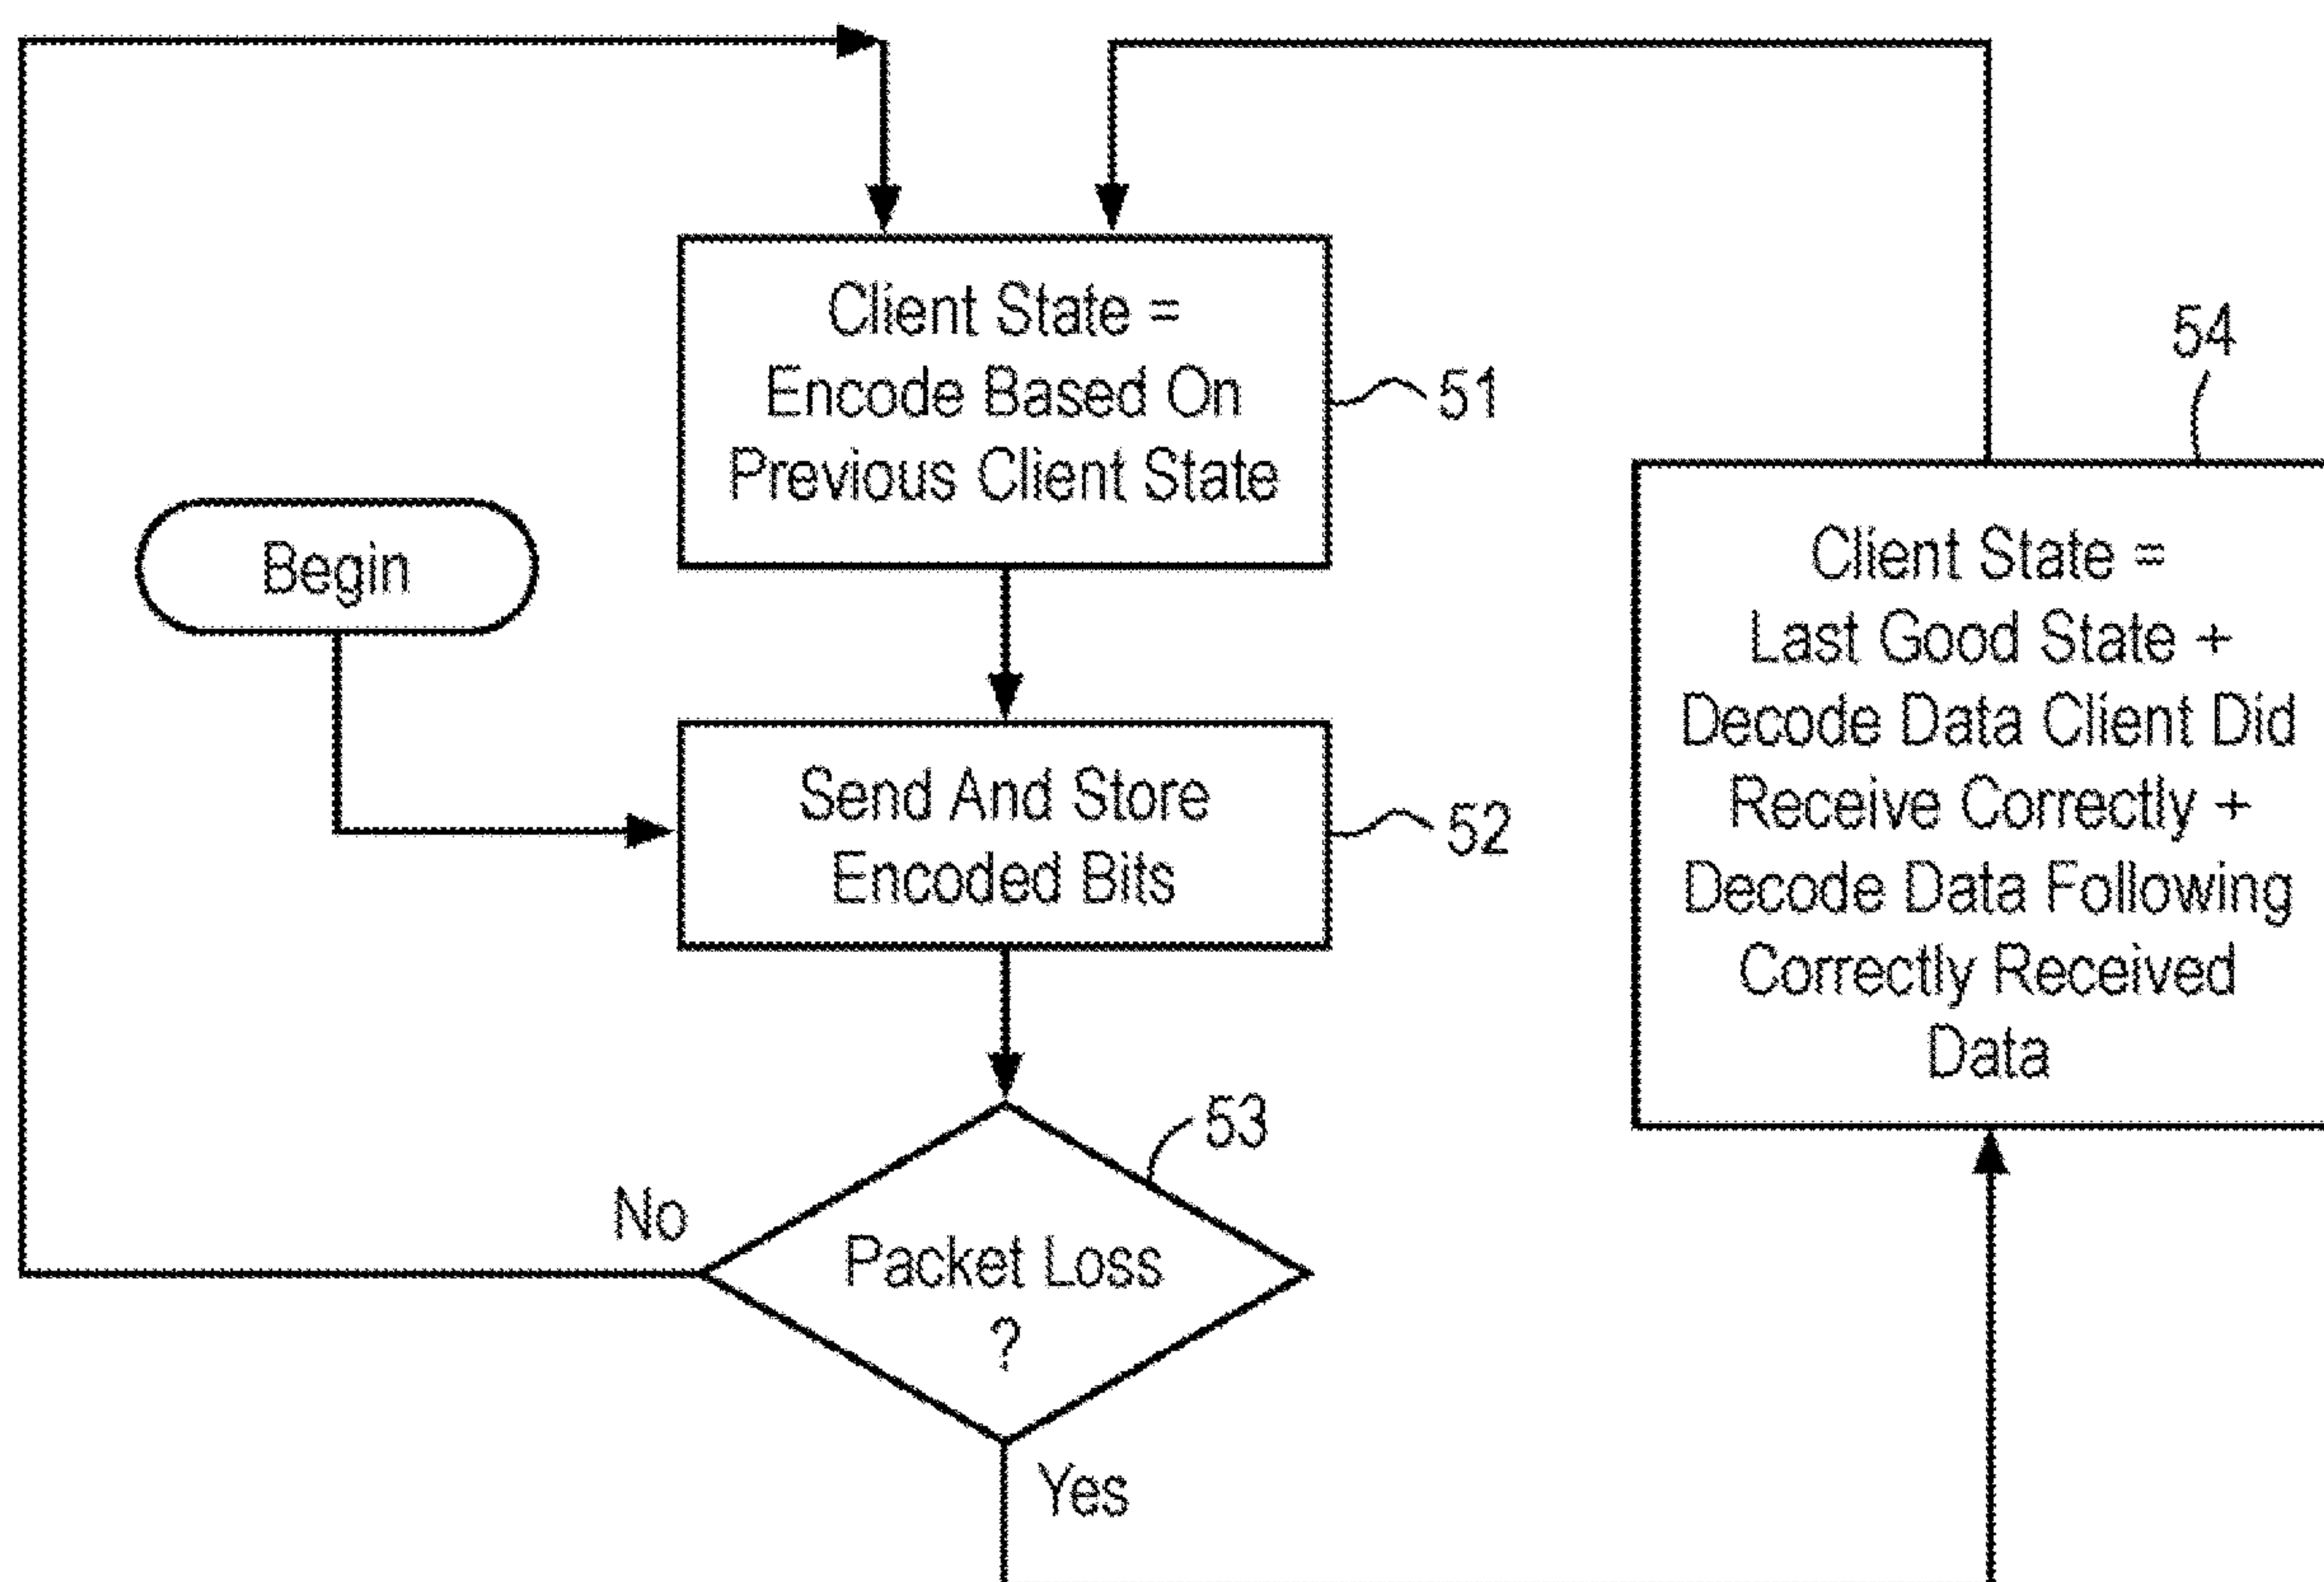 Client State =
Encode Based On
Previous Client State
51
Begin
Send And Store
Encoded Bits
52
53
Packet Loss
?
No
Yes
54
Client State =
Last Good State +
Decode Data Client Did
Receive Correctly +
Decode Data Following
Correctly Received
Data